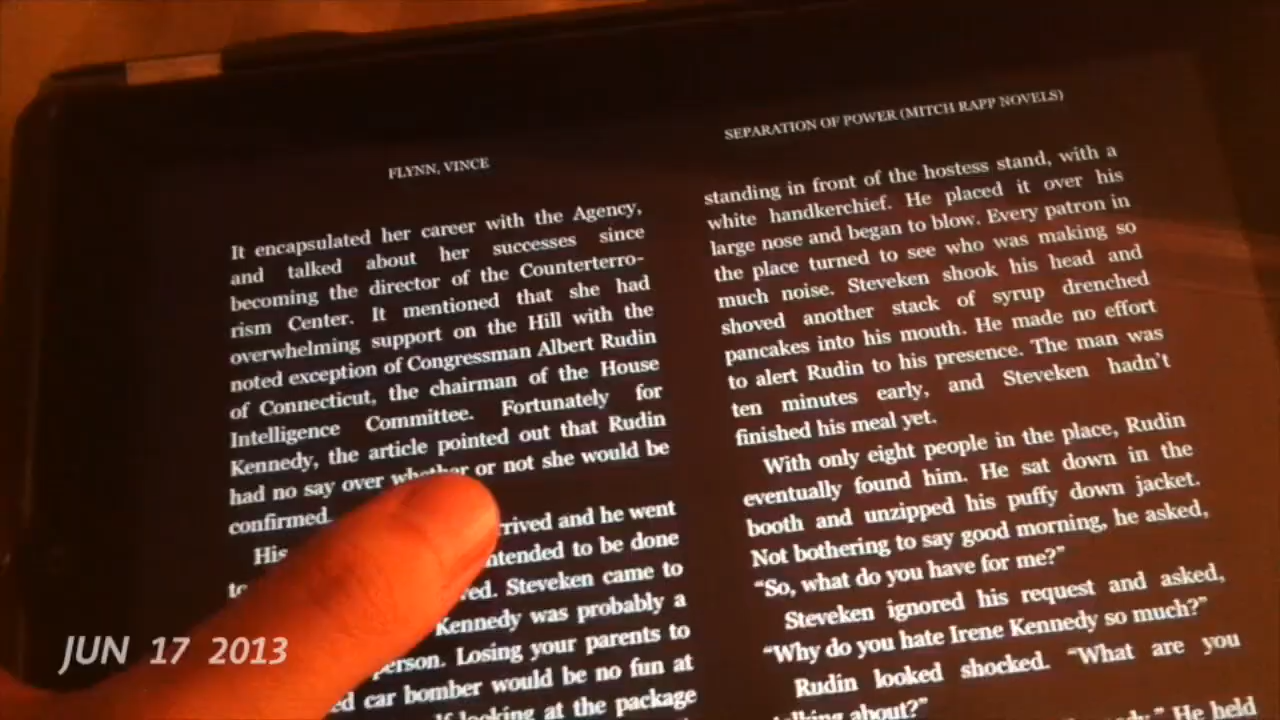 FLYNN, VINCE
It encapsulated her career with the Agency,
and talked about her successes since
becoming the director of the Counterterro-
rism Center. It mentioned that she had
overwhelming support on the Hill with the
noted exception of Congressman Albert Rudin
of Connecticut, the chairman of the House
Intelligence Committee. Fortunately for
Kennedy, the article pointed out that Rudin
had no say over whether or not she would be
confirmed.
His rrived and he went
ntended to be done
Steveken came to
Kennedy was probably a
person. Losing your parents to
car bomber would be no fun at
looking at the package
SEPARATION OF POWER (MITCH RAPP NOVELS)
standing in front of the hostess stand, with a
white handkerchief. He placed it over his
large nose and began to blow. Every patron in
the place turned to see who was making so
much noise. Steveken shook his head and
shoved another stack of syrup drenched
pancakes into his mouth. He made no effort
to alert Rudin to his presence. The man was
ten minutes early, and Steveken hadn't
finished his meal yet.
With only eight people in the place, Rudin
eventually found him. He sat down in the
booth and unzipped his puffy down jacket.
Not bothering to say good morning, he asked,
"So, what do you have for me?"
Steveken ignored his request and asked,
"Why do you hate Irene Kennedy so much?"
Rudin looked shocked. "What are you
talking about?"
He held
JUN 17 2013